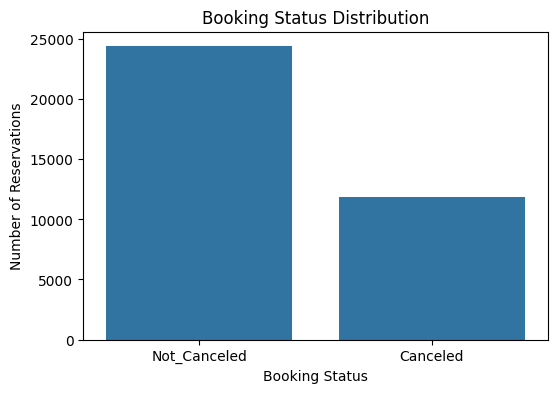 Booking Status Distribution
25000
20000
15000
10000
5000
0
Number of Reservations
Not_Canceled Canceled
Booking Status